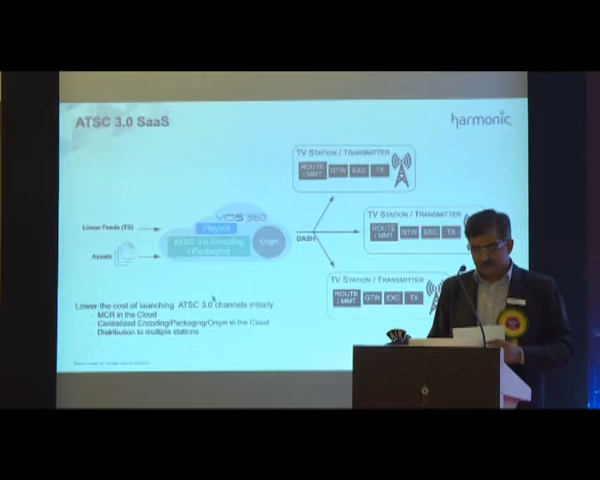 ATSC 3.0 SaaS
harmonic
TV STATION / TRANSMITTER
ROUTE / MMT
GTW
EXC
TX
VOS 360
Playout
Linear Feeds (TS)
ATSC 3.0 Encoding / Packaging
Origin
Assets
DASH
TV STATION / TRANSMITTER
ROUTE / MMT
GTW
EXC
TX
TV STATION / TRANSMITTER
ROUTE / MMT
GTW
EXC
TX
Lower the cost of launching ATSC 3.0 channels initially
- MCR in the Cloud
- Centralized Encoding/Packaging/Origin in the Cloud
- Distribution to multiple stations